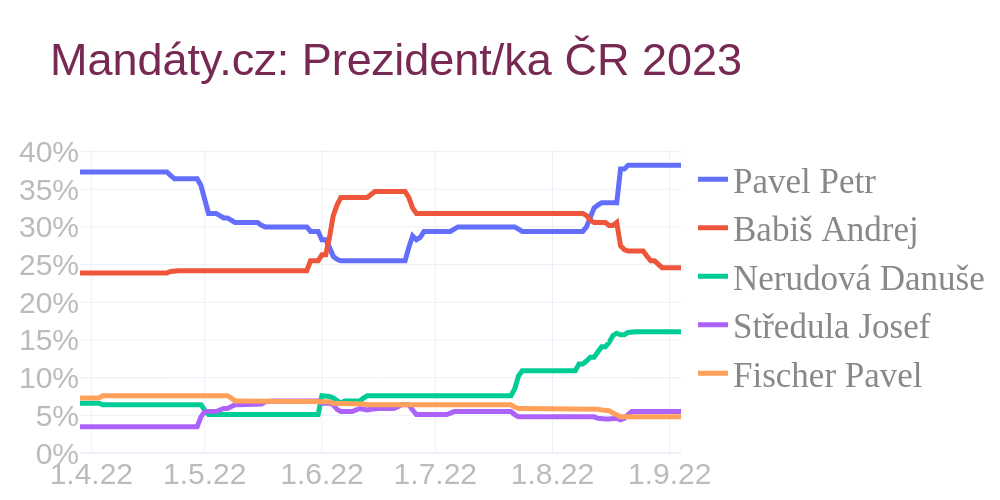 Mandáty.cz: Prezident/ka ČR 2023
40%
35%
30%
25%
20%
15%
10%
5%
0%
1.4.22 1.5.22 1.6.22 1.7.22 1.8.22 1.9.22
Pavel Petr
Babiš Andrej
Nerudová Danuše
Středula Josef
Fischer Pavel